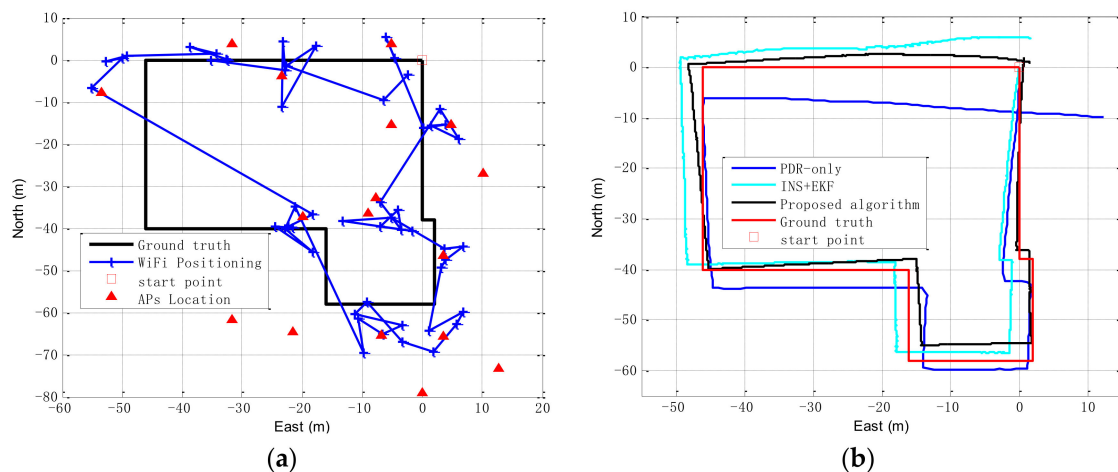 10
0
-10
-20
-30
-40
-50
-60
-70
-80
-60
-50
-40
-30
-20
-10
0
10
20
North (m)
East (m)
Ground truth
WiFi Positioning
start point
APs Location
(a)
10
0
-10
-20
-30
-40
-50
-60
-50
-40
-30
-20
-10
0
10
North (m)
East (m)
PDR-only
INS+EKF
Proposed algorithm
Ground truth
start point
(b)